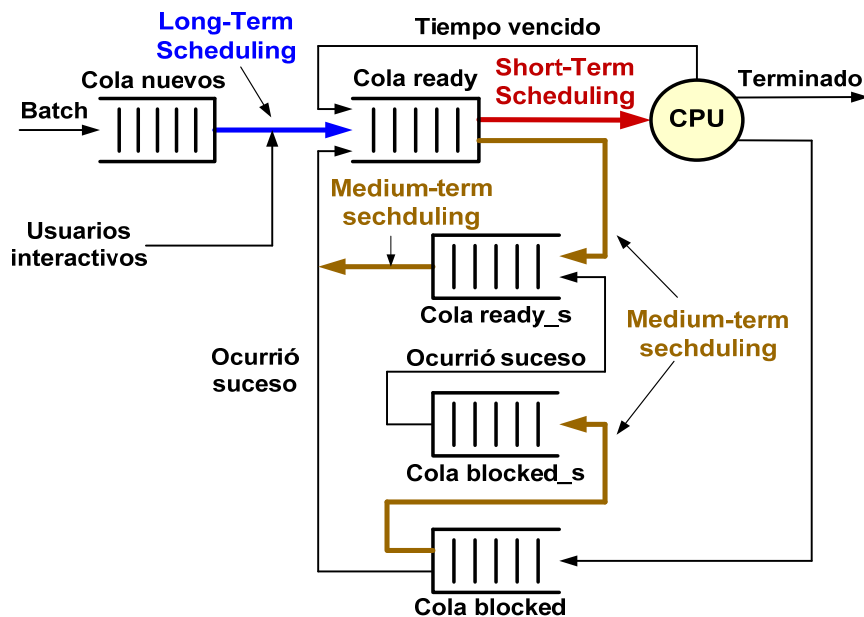 Tiempo vencido
Long-Term
Scheduling
Cola nuevos
Cola ready
Short-Term
Scheduling
Terminado
Batch
CPU
Medium-term
sechduling
Usuarios
interactivos
Cola ready_s
Medium-term
sechduling
Ocurrió
suceso
Ocurrió suceso
Cola blocked_s
Cola blocked